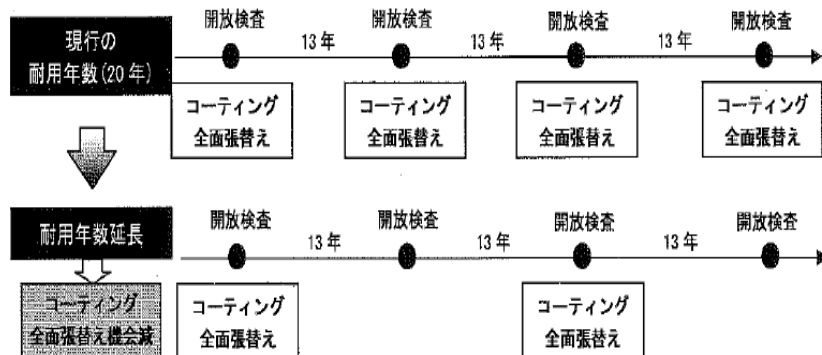 開放検査 開放検査 開放検査 開放検査
現行の
耐用年数(20年)
13年 13年 13年
コーティング コーティング コーティング コーティング
全面張替え 全面張替え 全面張替え 全面張替え
開放検査 開放検査 開放検査 開放検査
耐用年数延長
13年 13年 13年
コーティング コーティング コーティング
全面張替え機会減 全面張替え 全面張替え